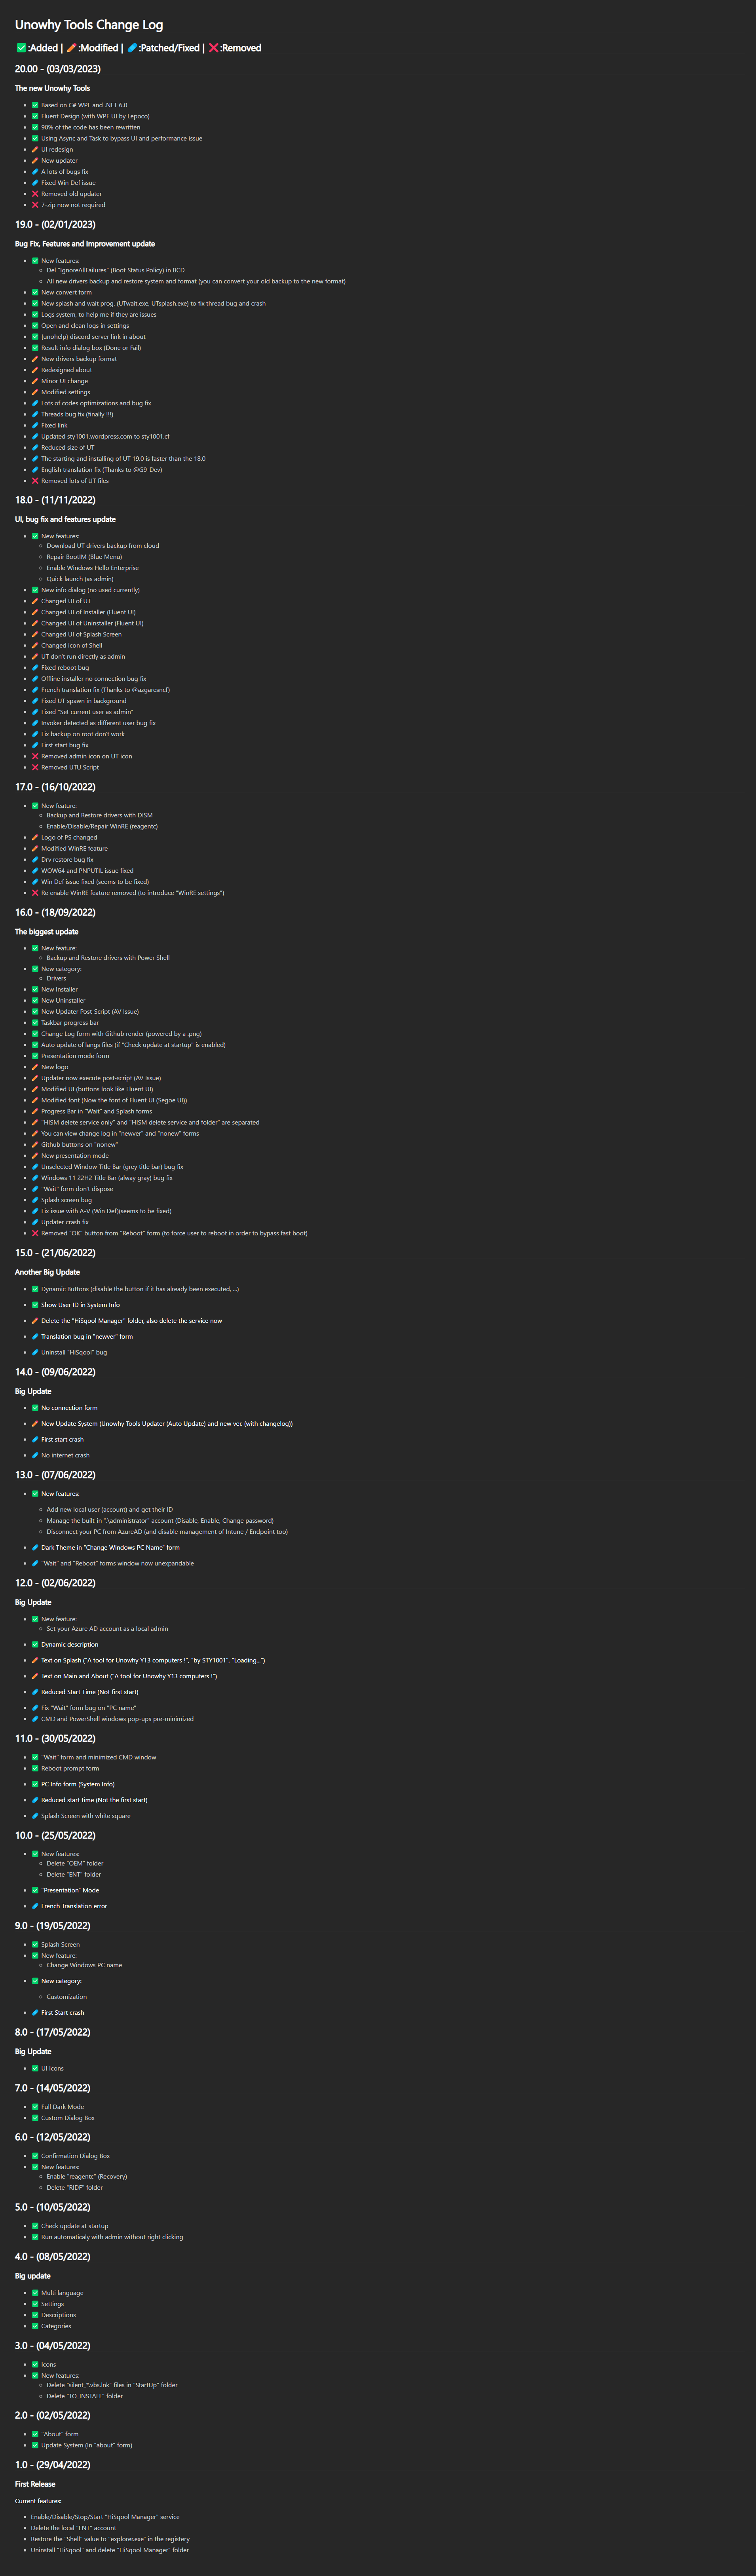 Unowhy Tools Change Log
✅:Added | 🖍:Modified | 🩹:Patched/Fixed | ❌:Removed
20.00 - (03/03/2023)
The new Unowhy Tools
• ✅ Based on C# WPF and .NET 6.0
• ✅ Fluent Design (with WPF UI by Lepoco)
• ✅ 90% of the code has been rewritten
• ✅ Using Async and Task to bypass UI and performance issue
• 🖍 UI redesign
• 🖍 New updater
• 🩹 A lots of bugs fix
• 🩹 Fixed Win Def issue
• ❌ Removed old updater
• ❌ 7-zip now not required
19.0 - (02/01/2023)
Bug Fix, Features and Improvement update
• ✅ New features:
◦ Del "IgnoreAllFailures" (Boot Status Policy) in BCD
◦ All new drivers backup and restore system and format (you can convert your old backup to the new format)
• ✅ New convert form
• ✅ New splash and wait prog. (UTwait.exe, UTsplash.exe) to fix thread bug and crash
• ✅ Logs system, to help me if they are issues
• ✅ Open and clean logs in settings
• ✅ (unohelp) discord server link in about
• ✅ Result info dialog box (Done or Fail)
• 🖍 New drivers backup format
• 🖍 Redesigned about
• 🖍 Minor UI change
• 🖍 Modified settings
• 🩹 Lots of codes optimizations and bug fix
• 🩹 Threads bug fix (finally !!!)
• 🩹 Fixed link
• 🩹 Updated sty1001.wordpress.com to sty1001.cf
• 🩹 Reduced size of UT
• 🩹 The starting and installing of UT 19.0 is faster than the 18.0
• 🩹 English translation fix (Thanks to @G9-Dev)
• ❌ Removed lots of UT files
18.0 - (11/11/2022)
UI, bug fix and features update
• ✅ New features:
◦ Download UT drivers backup from cloud
◦ Repair BootIM (Blue Menu)
◦ Enable Windows Hello Enterprise
◦ Quick launch (as admin)
• ✅ New info dialog (no used currently)
• 🖍 Changed UI of UT
• 🖍 Changed UI of Installer (Fluent UI)
• 🖍 Changed UI of Uninstaller (Fluent UI)
• 🖍 Changed UI of Splash Screen
• 🖍 Changed icon of Shell
• 🖍 UT don't run directly as admin
• 🩹 Fixed reboot bug
• 🩹 Offline installer no connection bug fix
• 🩹 French translation fix (Thanks to @azgaresncf)
• 🩹 Fixed UT spawn in background
• 🩹 Fixed "Set current user as admin"
• 🩹 Invoker detected as different user bug fix
• 🩹 Fix backup on root don't work
• 🩹 First start bug fix
• ❌ Removed admin icon on UT icon
• ❌ Removed UTU Script
17.0 - (16/10/2022)
• ✅ New feature:
◦ Backup and Restore drivers with DISM
◦ Enable/Disable/Repair WinRE (reagentc)
• 🖍 Logo of PS changed
• 🖍 Modified WinRE feature
• 🩹 Drv restore bug fix
• 🩹 WOW64 and PNPUTIL issue fixed
• 🩹 Win Def issue fixed (seems to be fixed)
• ❌ Re enable WinRE feature removed (to introduce "WinRE settings")
16.0 - (18/09/2022)
The biggest update
• ✅ New feature:
◦ Backup and Restore drivers with Power Shell
• ✅ New category:
◦ Drivers
• ✅ New Installer
• ✅ New Uninstaller
• ✅ New Updater Post-Script (AV Issue)
• ✅ Taskbar progress bar
• ✅ Change Log form with Github render (powered by a .png)
• ✅ Auto update of langs files (if "Check update at startup" is enabled)
• ✅ Presentation mode form
• 🖍 New logo
• 🖍 Updater now execute post-script (AV Issue)
• 🖍 Modified UI (buttons look like Fluent UI)
• 🖍 Modified font (Now the font of Fluent UI (Segoe UI))
• 🖍 Progress Bar in "Wait" and Splash forms
• 🖍 "HISM delete service only" and "HISM delete service and folder" are separated
• 🖍 You can view change log in "newver" and "nonew" forms
• 🖍 Github buttons on "nonew"
• 🖍 New presentation mode
• 🩹 Unselected Window Title Bar (grey title bar) bug fix
• 🩹 Windows 11 22H2 Title Bar (alway gray) bug fix
• 🩹 "Wait" form don't dispose
• 🩹 Splash screen bug
• 🩹 Fix issue with A-V (Win Def)(seems to be fixed)
• 🩹 Updater crash fix
• ❌ Removed "OK" button from "Reboot" form (to force user to reboot in order to bypass fast boot)
15.0 - (21/06/2022)
Another Big Update
• ✅ Dynamic Buttons (disable the button if it has already been executed, ...)
• ✅ Show User ID in System Info
• 🖍 Delete the "HiSqool Manager" folder, also delete the service now
• 🩹 Translation bug in "newver" form
• 🩹 Uninstall "HiSqool" bug
14.0 - (09/06/2022)
Big Update
• ✅ No connection form
• 🖍 New Update System (Unowhy Tools Updater (Auto Update) and new ver. (with changelog))
• 🩹 First start crash
• 🩹 No internet crash
13.0 - (07/06/2022)
• ✅ New features:
◦ Add new local user (account) and get their ID
◦ Manage the built-in ".\administrator" account (Disable, Enable, Change password)
◦ Disconnect your PC from AzureAD (and disable management of Intune / Endpoint too)
• 🩹 Dark Theme in "Change Windows PC Name" form
• 🩹 "Wait" and "Reboot" forms window now unexpandable
12.0 - (02/06/2022)
Big Update
• ✅ New feature:
◦ Set your Azure AD account as a local admin
• ✅ Dynamic description
• 🖍 Text on Splash ("A tool for Unowhy Y13 computers !", "by STY1001", "Loading...")
• 🖍 Text on Main and About ("A tool for Unowhy Y13 computers !")
• 🩹 Reduced Start Time (Not first start)
• 🩹 Fix "Wait" form bug on "PC name"
• 🩹 CMD and PowerShell windows pop-ups pre-minimized
11.0 - (30/05/2022)
• ✅ "Wait" form and minimized CMD window
• ✅ Reboot prompt form
• ✅ PC Info form (System Info)
• 🩹 Reduced start time (Not the first start)
• 🩹 Splash Screen with white square
10.0 - (25/05/2022)
• ✅ New features:
◦ Delete "OEM" folder
◦ Delete "ENT" folder
• ✅ "Presentation" Mode
• 🩹 French Translation error
9.0 - (19/05/2022)
• ✅ Splash Screen
• ✅ New feature:
◦ Change Windows PC name
• ✅ New category:
◦ Customization
• 🩹 First Start crash
8.0 - (17/05/2022)
Big Update
• ✅ UI Icons
7.0 - (14/05/2022)
• ✅ Full Dark Mode
• ✅ Custom Dialog Box
6.0 - (12/05/2022)
• ✅ Confirmation Dialog Box
• ✅ New features:
◦ Enable "reagentc" (Recovery)
◦ Delete "RIDF" folder
5.0 - (10/05/2022)
• ✅ Check update at startup
• ✅ Run automaticaly with admin without right clicking
4.0 - (08/05/2022)
Big update
• ✅ Multi language
• ✅ Settings
• ✅ Descriptions
• ✅ Categories
3.0 - (04/05/2022)
• ✅ Icons
• ✅ New features:
◦ Delete "silent_*.vbs.lnk" files in "StartUp" folder
◦ Delete "TO_INSTALL" folder
2.0 - (02/05/2022)
• ✅ "About" form
• ✅ Update System (In "about" form)
1.0 - (29/04/2022)
First Release
Current features:
• Enable/Disable/Stop/Start "HiSqool Manager" service
• Delete the local "ENT" account
• Restore the "Shell" value to "explorer.exe" in the registery
• Uninstall "HiSqool" and delete "HiSqool Manager" folder